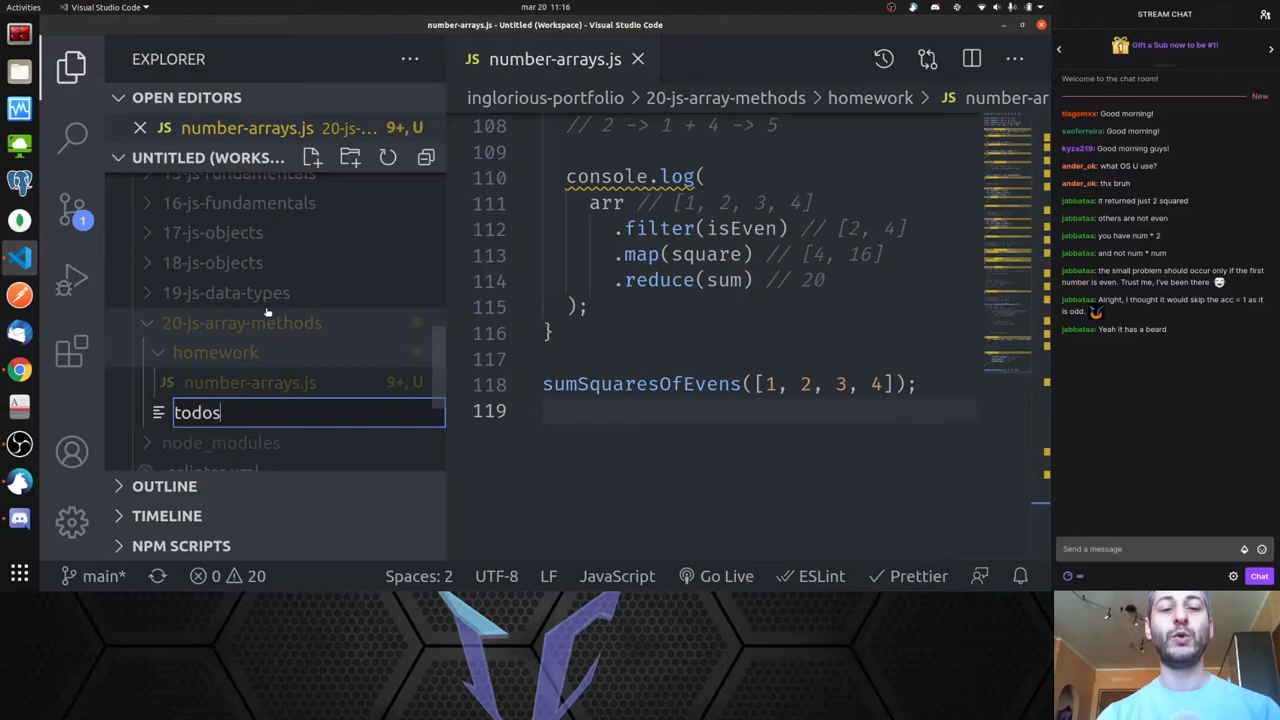 Activities
Visual Studio Code
mar 20 11:16
number-arrays.js - Untitled (Workspace) - Visual Studio Code
EXPLORER
OPEN EDITORS
number-arrays.js 20-js-... 9+, U
UNTITLED (WORKS...
15-js-fundamentals
16-js-fundamentals
17-js-objects
18-js-objects
19-js-data-types
20-js-array-methods
homework
JS number-arrays.js 9+, U
todos
node_modules
OUTLINE
TIMELINE
NPM SCRIPTS
1
JS number-arrays.js
inglorious-portfolio > 20-js-array-methods > homework > JS number-ar
108 // 2 -> 1 + 4 -> 5
109
110 console.log(
111 arr // [1, 2, 3, 4]
112 .filter(isEven) // [2, 4]
113 .map(square) // [4, 16]
114 .reduce(sum) // 20
115 );
116 }
117
118 sumSquaresOfEvens([1, 2, 3, 4]);
119
main* 0 20 Spaces: 2 UTF-8 LF JavaScript Go Live ESLint Prettier
STREAM CHAT
Gift a Sub now to be #1!
Welcome to the chat room!
New
tiagomxx: Good morning!
saoferreira: Good morning!
kyza219: Good morning guys!
ander_ok: what OS U use?
ander_ok: thx bruh
jabbataa: it returned just 2 squared
jabbataa: others are not even
jabbataa: you have num * 2
jabbataa: and not num * num
jabbataa: the small problem should occur only if the first
number is even. Trust me, I've been there
jabbataa: Alright, I thought it would skip the acc = 1 as it
is odd.
jabbataa: Yeah it has a beard
Send a message
Chat